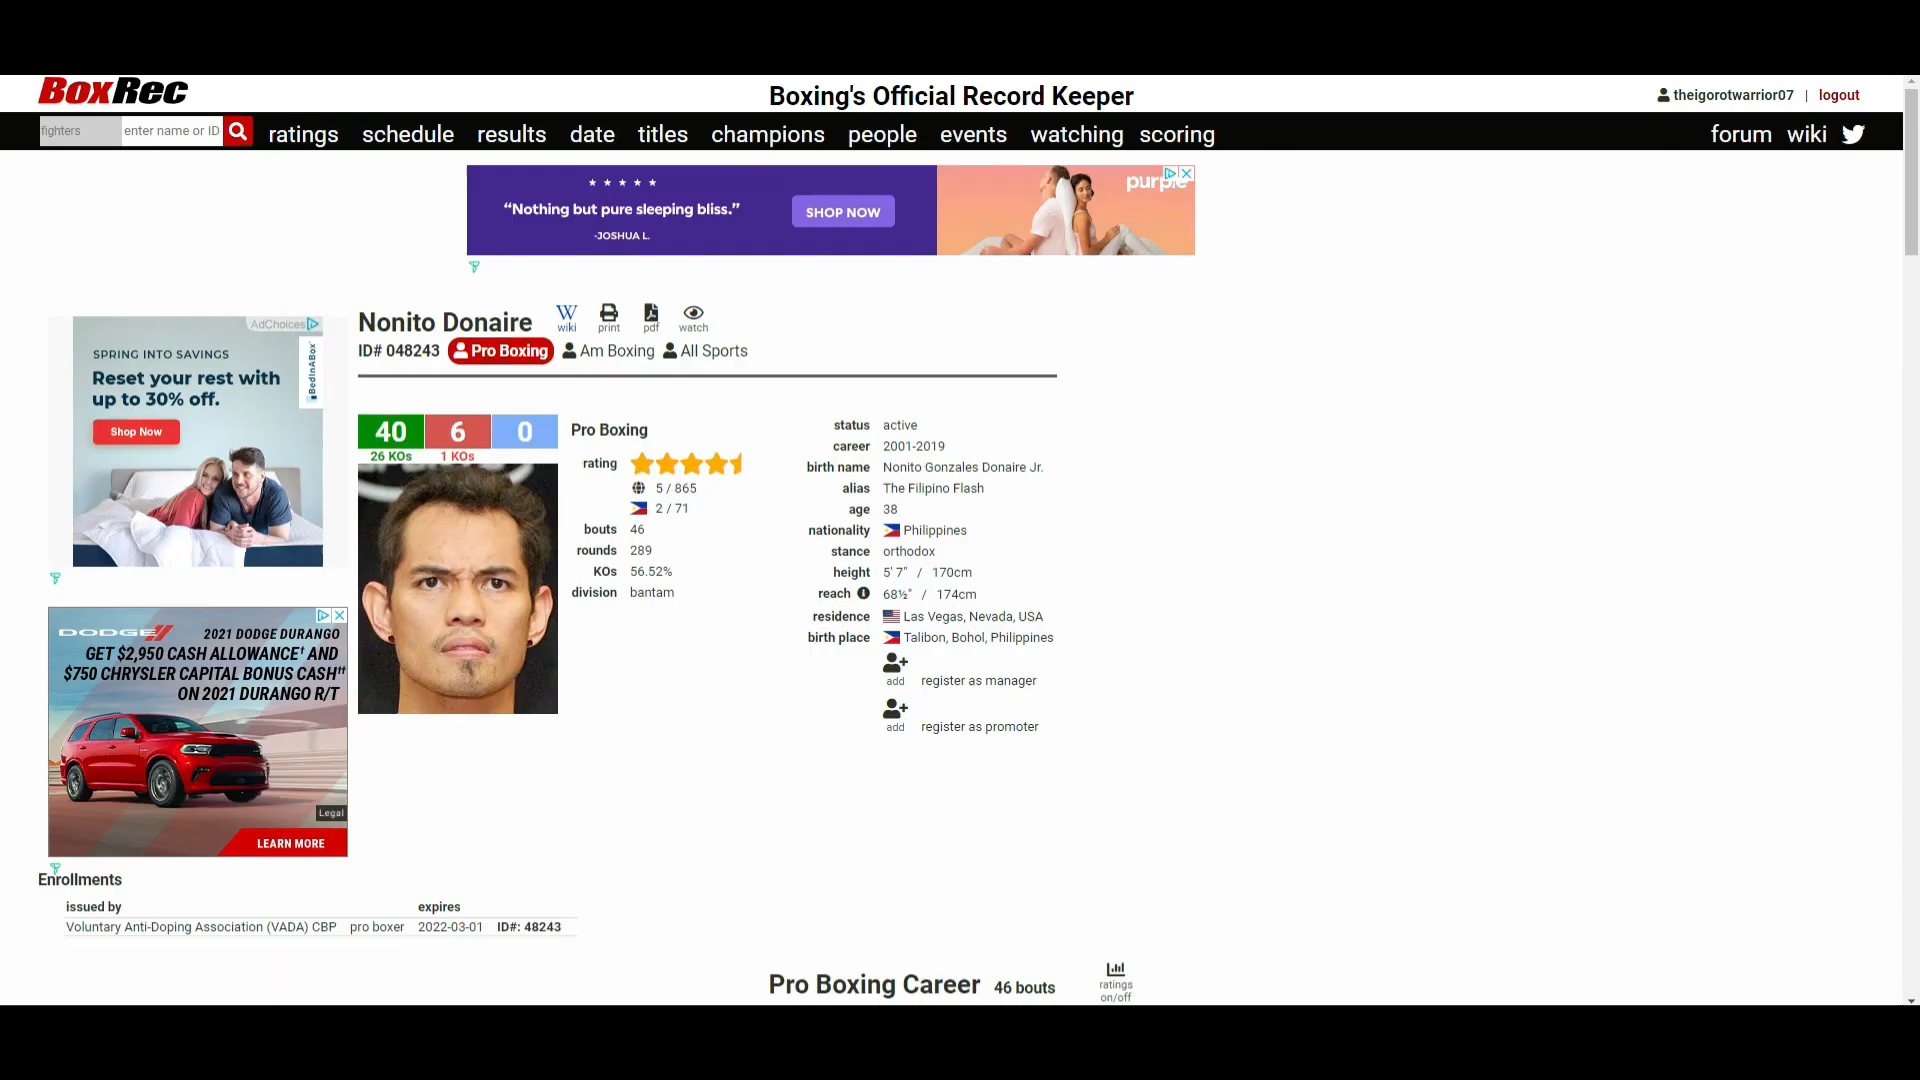 BoxRec
Boxing's Official Record Keeper
theigorotwarrior07 | logout
fighters enter name or ID ratings schedule results date titles champions people events watching scoring forum wiki
★ ★ ★ ★ ★
“Nothing but pure sleeping bliss.”
-JOSHUA L.
SHOP NOW
purple
AdChoices
SPRING INTO SAVINGS
Reset your rest with
up to 30% off.
Shop Now
BedInABox
Nonito Donaire
wiki print pdf watch
ID# 048243 Pro Boxing Am Boxing All Sports
40 6 0
26 KOs 1 KOs
Pro Boxing
rating
5 / 865
2 / 71
bouts 46
rounds 289
KOs 56.52%
division bantam
status active
career 2001-2019
birth name Nonito Gonzales Donaire Jr.
alias The Filipino Flash
age 38
nationality Philippines
stance orthodox
height 5' 7" / 170cm
reach 68½" / 174cm
residence Las Vegas, Nevada, USA
birth place Talibon, Bohol, Philippines
add register as manager
add register as promoter
DODGE 2021 DODGE DURANGO
GET $2,950 CASH ALLOWANCE† AND
$750 CHRYSLER CAPITAL BONUS CASH††
ON 2021 DURANGO R/T
Legal
LEARN MORE
Enrollments
issued by expires
Voluntary Anti-Doping Association (VADA) CBP pro boxer 2022-03-01 ID#: 48243
Pro Boxing Career 46 bouts
ratings
on/off